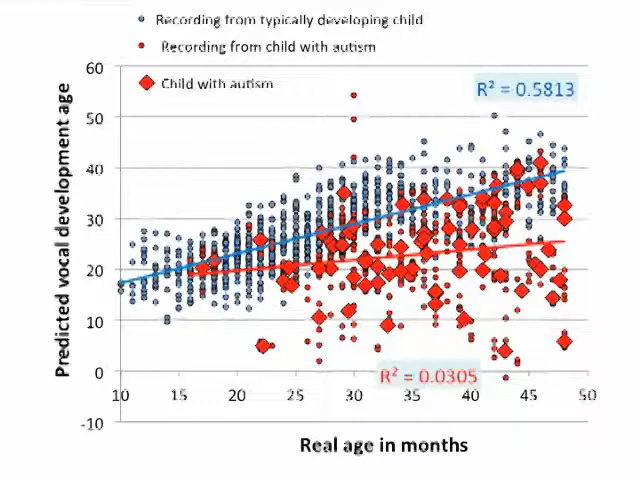 Recording from typically developing child
Recording from child with autism
Child with autism
R² = 0.5813
60
50
40
30
20
10
0
-10
Predicted vocal development age
R² = 0.0305
10 15 20 25 30 35 40 45 50
Real age in months